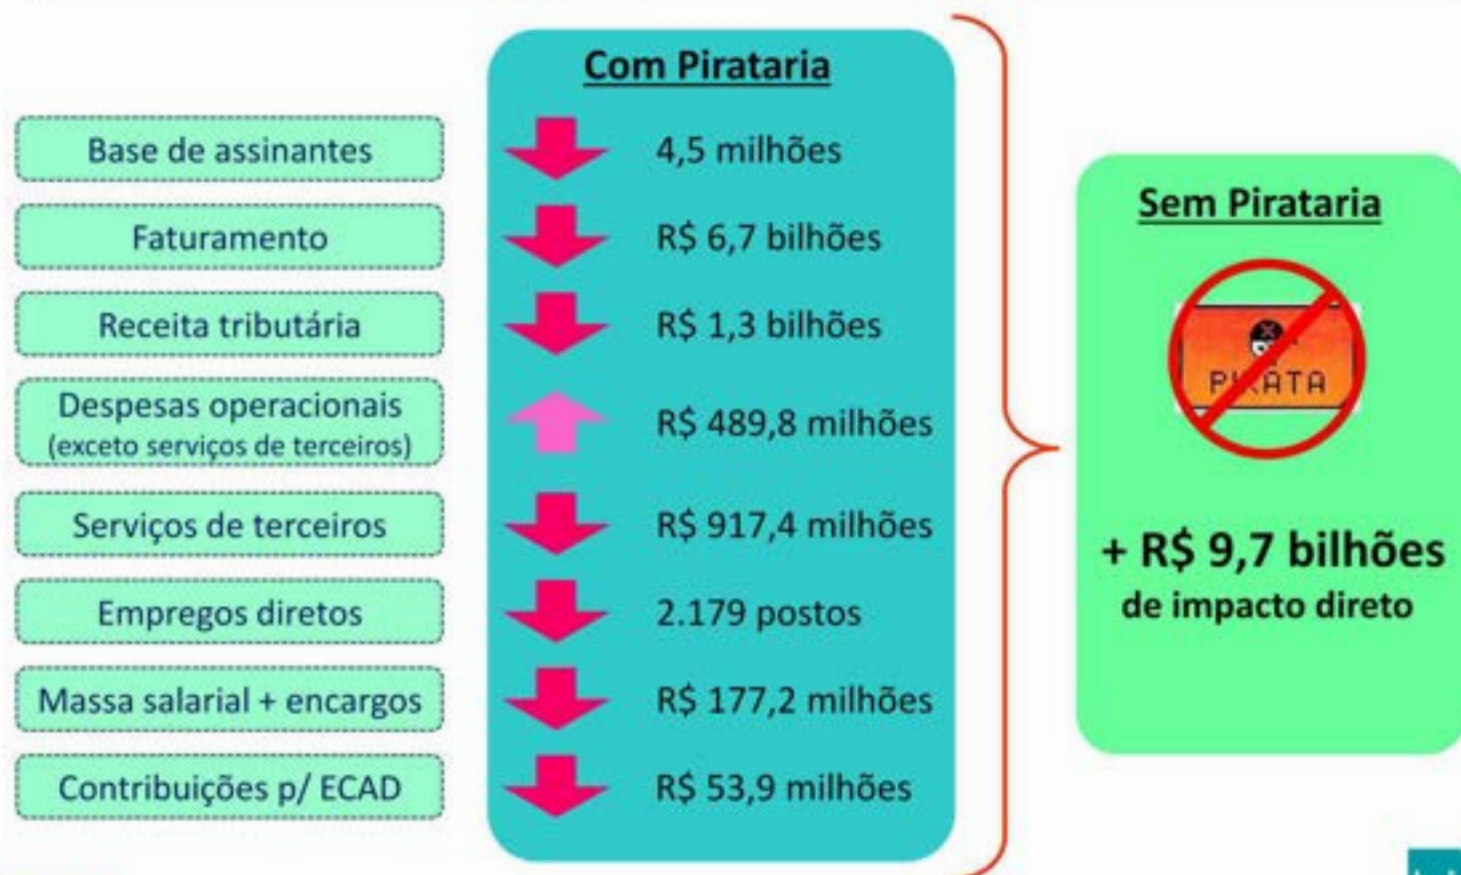 Com Pirataria
Base de assinantes
4,5 milhões
Faturamento
R$ 6,7 bilhões
Receita tributária
R$ 1,3 bilhões
Despesas operacionais
(exceto serviços de terceiros)
R$ 489,8 milhões
Serviços de terceiros
R$ 917,4 milhões
Empregos diretos
2.179 postos
Massa salarial + encargos
R$ 177,2 milhões
Contribuições p/ ECAD
R$ 53,9 milhões
Sem Pirataria
PIRATA
+ R$ 9,7 bilhões
de impacto direto